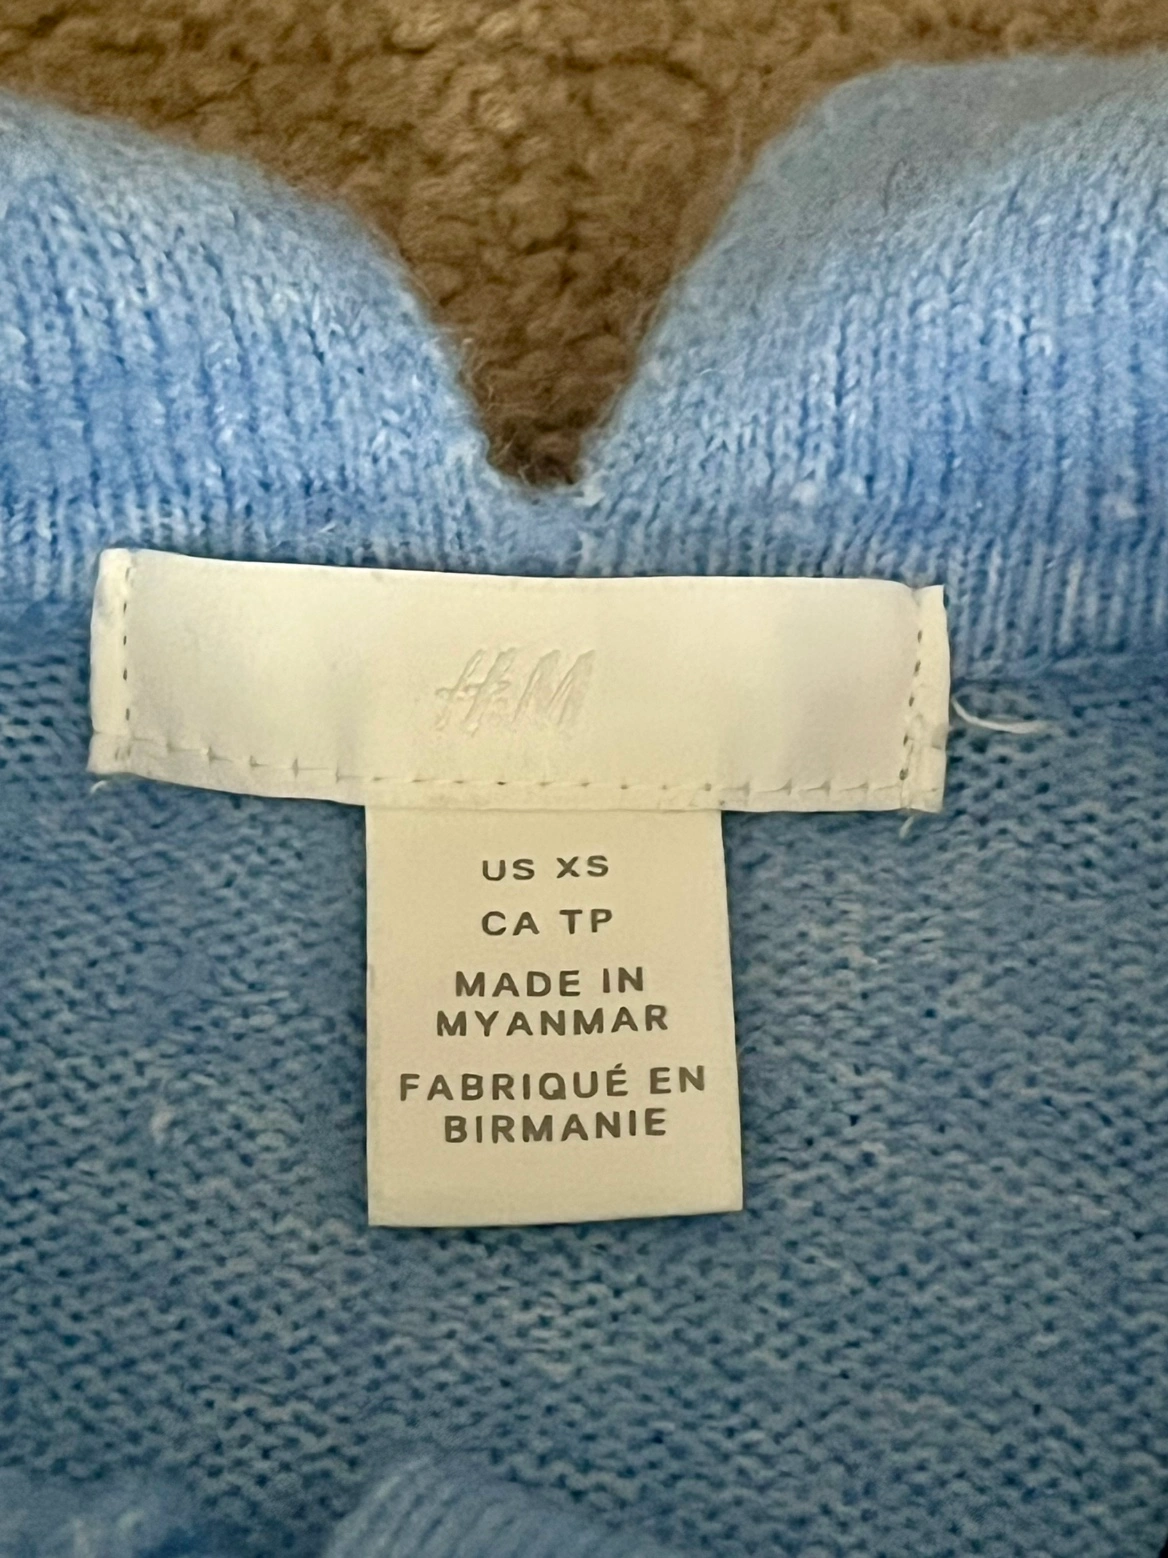 H&M
US XS
CA TP
MADE IN
MYANMAR
FABRIQUÉ EN
BIRMANIE